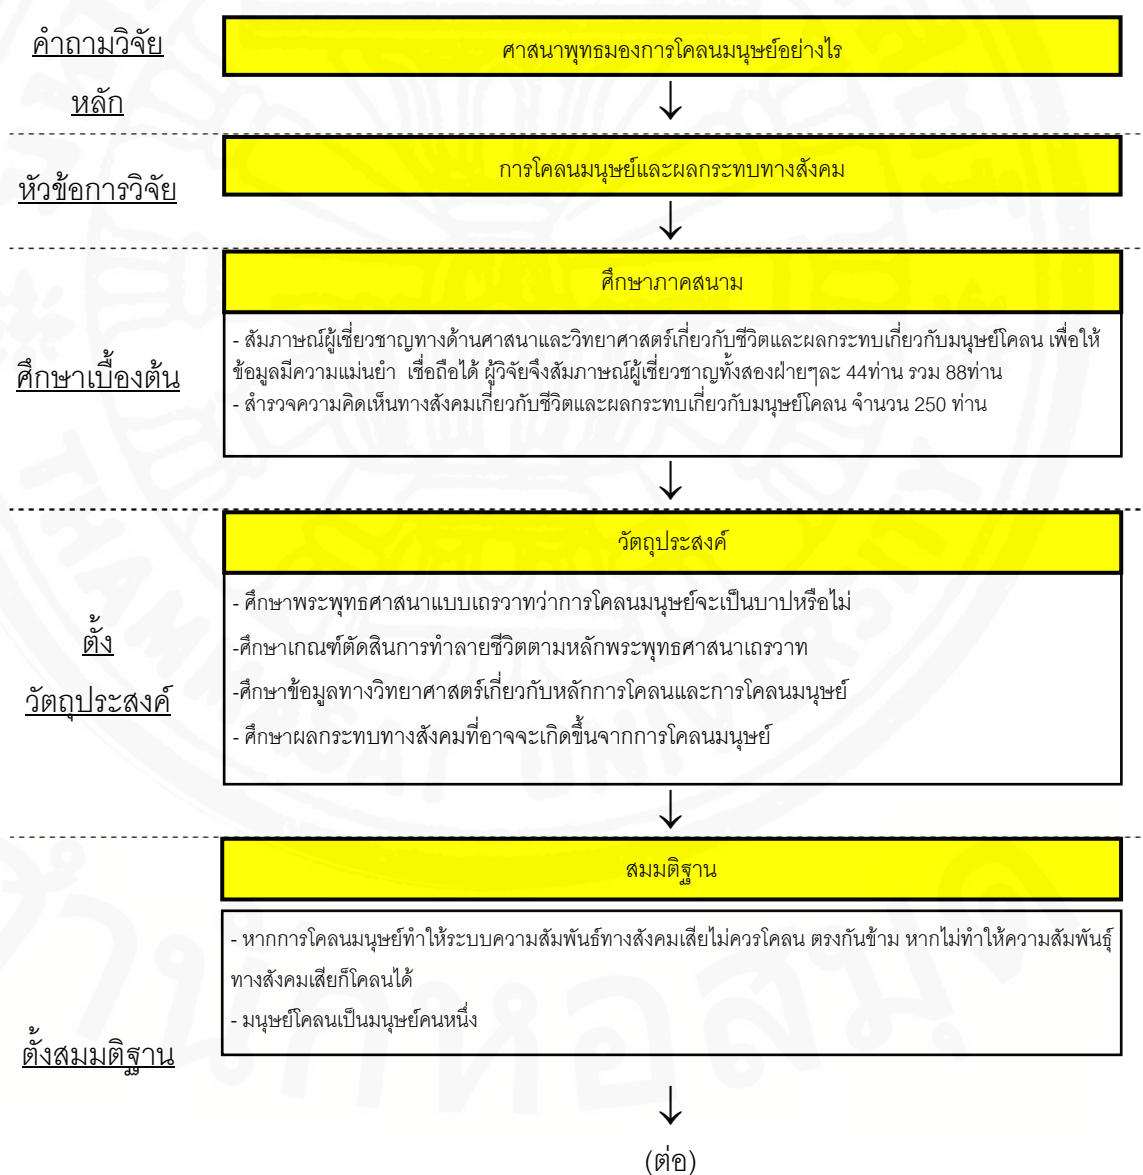 คำถามวิจัย
หลัก
ศาสนาพุทธมองการโคลนมนุษย์อย่างไร
หัวข้อการวิจัย
การโคลนมนุษย์และผลกระทบทางสังคม
ศึกษาเบื้องต้น
ศึกษาภาคสนาม
- สัมภาษณ์ผู้เชี่ยวชาญทางด้านศาสนาและวิทยาศาสตร์เกี่ยวกับชีวิตและผลกระทบเกี่ยวกับมนุษย์โคลน เพื่อให้
ข้อมูลมีความแม่นยำ เชื่อถือได้ ผู้วิจัยจึงสัมภาษณ์ผู้เชี่ยวชาญทั้งสองฝ่ายๆละ 44ท่าน รวม 88ท่าน
- สำรวจความคิดเห็นทางสังคมเกี่ยวกับชีวิตและผลกระทบเกี่ยวกับมนุษย์โคลน จำนวน 250 ท่าน
ตั้ง
วัตถุประสงค์
วัตถุประสงค์
- ศึกษาพระพุทธศาสนาแบบเถรวาทว่าการโคลนมนุษย์จะเป็นบาปหรือไม่
-ศึกษาเกณฑ์ตัดสินการทำลายชีวิตตามหลักพระพุทธศาสนาเถรวาท
-ศึกษาข้อมูลทางวิทยาศาสตร์เกี่ยวกับหลักการโคลนและการโคลนมนุษย์
- ศึกษาผลกระทบทางสังคมที่อาจจะเกิดขึ้นจากการโคลนมนุษย์
ตั้งสมมติฐาน
สมมติฐาน
- หากการโคลนมนุษย์ทำให้ระบบความสัมพันธ์ทางสังคมเสียไม่ควรโคลน ตรงกันข้าม หากไม่ทำให้ความสัมพันธุ์
ทางสังคมเสียก็โคลนได้
- มนุษย์โคลนเป็นมนุษย์คนหนึ่ง
(ต่อ)
THAMMASAT UNIVERSITY
สำนักหอสมุด